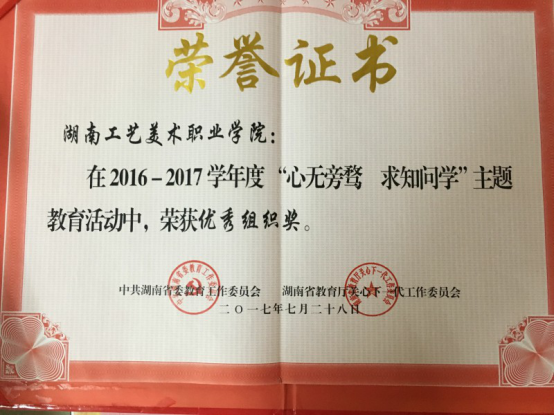 荣誉证书
湖南工艺美术职业学院：
在2016-2017学年度 “心无旁骛 求知问学” 主题
教育活动中，荣获优秀组织奖。
中共湖南省委教育工作委员会 湖南省教育厅关心下一代工作委员会
二〇一七年七月二十八日